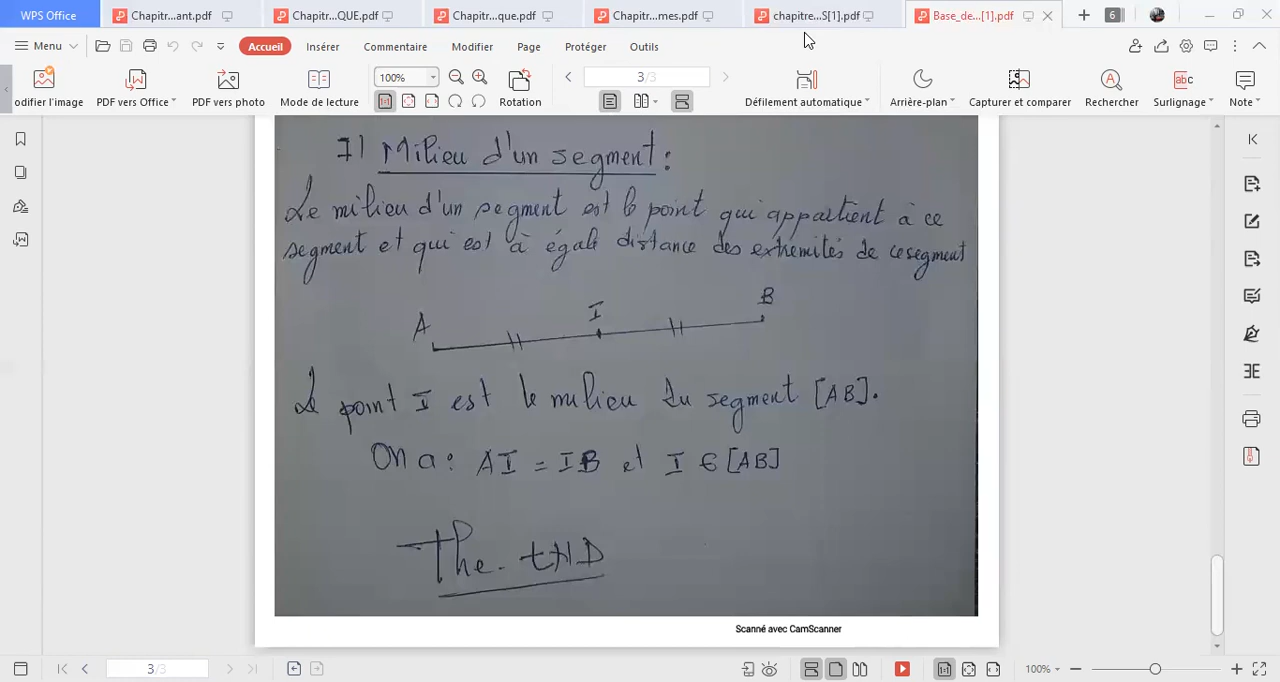 WPS Office
Chapitr...ant.pdf
Chapitr...QUE.pdf
Chapitr...que.pdf
Chapitr...mes.pdf
chapitre...S[1].pdf
Base_de...[1].pdf
6
Menu
Accueil
Insérer
Commentaire
Modifier
Page
Protéger
Outils
odifier l'image
PDF vers Office
PDF vers photo
Mode de lecture
100%
Rotation
3/3
Défilement automatique
Arrière-plan
Capturer et comparer
Rechercher
Surlignage
Note
I) Milieu d'un segment :
Le milieu d'un segment est le point qui appartient à ce
segment et qui est à égale distance des extrémités de ce segment
A I B
Le point I est le milieu du segment [AB].
On a : AI = IB et I ∈ [AB]
The - tHD
Scanné avec CamScanner
3/3
100%